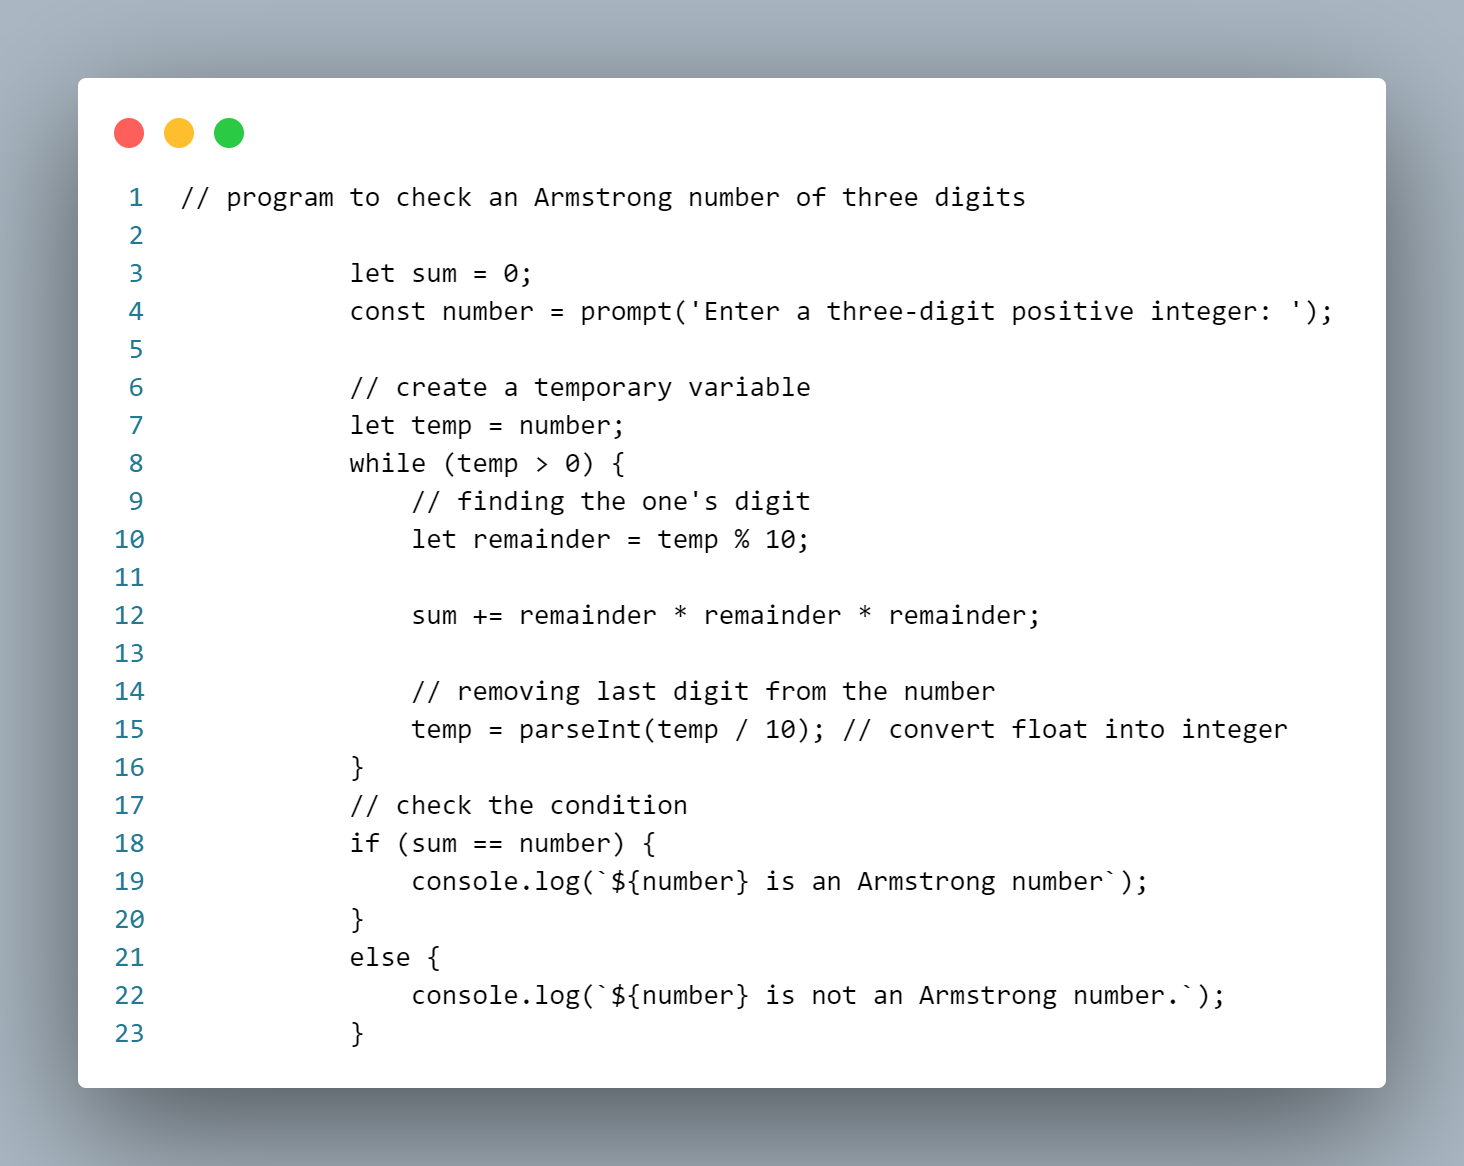 1 // program to check an Armstrong number of three digits
2
3 let sum = 0;
4 const number = prompt('Enter a three-digit positive integer: ');
5
6 // create a temporary variable
7 let temp = number;
8 while (temp > 0) {
9 // finding the one's digit
10 let remainder = temp % 10;
11
12 sum += remainder * remainder * remainder;
13
14 // removing last digit from the number
15 temp = parseInt(temp / 10); // convert float into integer
16 }
17 // check the condition
18 if (sum == number) {
19 console.log(`${number} is an Armstrong number`);
20 }
21 else {
22 console.log(`${number} is not an Armstrong number.`);
23 }